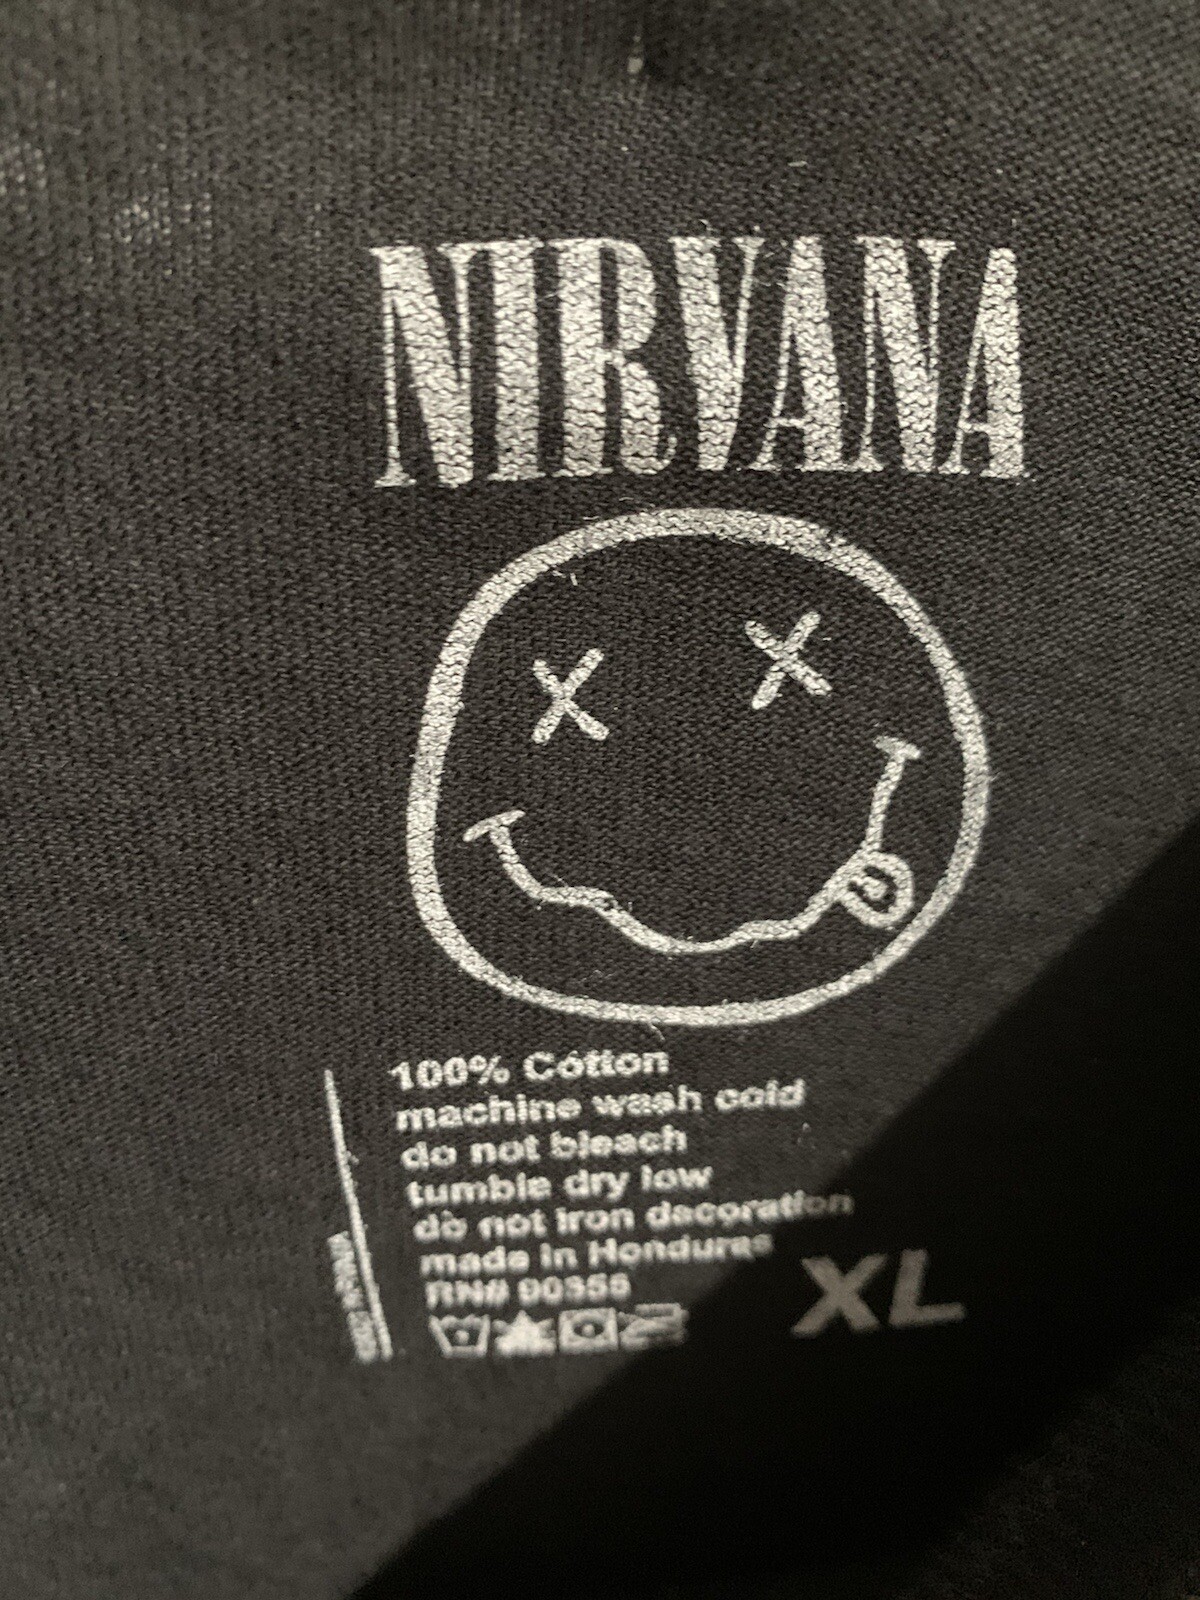 NIRVANA
100% Cotton
machine wash cold
do not bleach
tumble dry low
do not iron decoration
made in Honduras
RN# 90355
XL